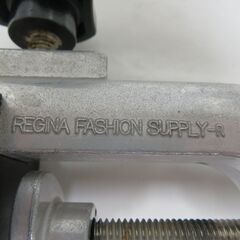 REGINA FASHION SUPPLY-R